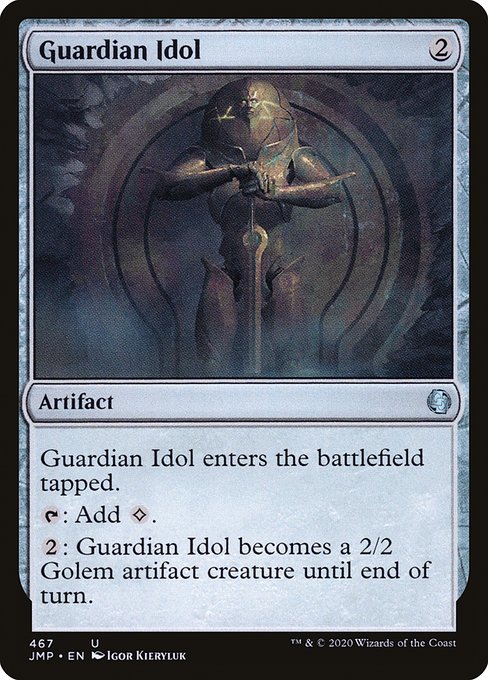 Guardian Idol 2
Artifact
Guardian Idol enters the battlefield
tapped.
: Add .
2: Guardian Idol becomes a 2/2
Golem artifact creature until end of
turn.
467 U
JMP • EN Igor Kieryluk
™ & © 2020 Wizards of the Coast